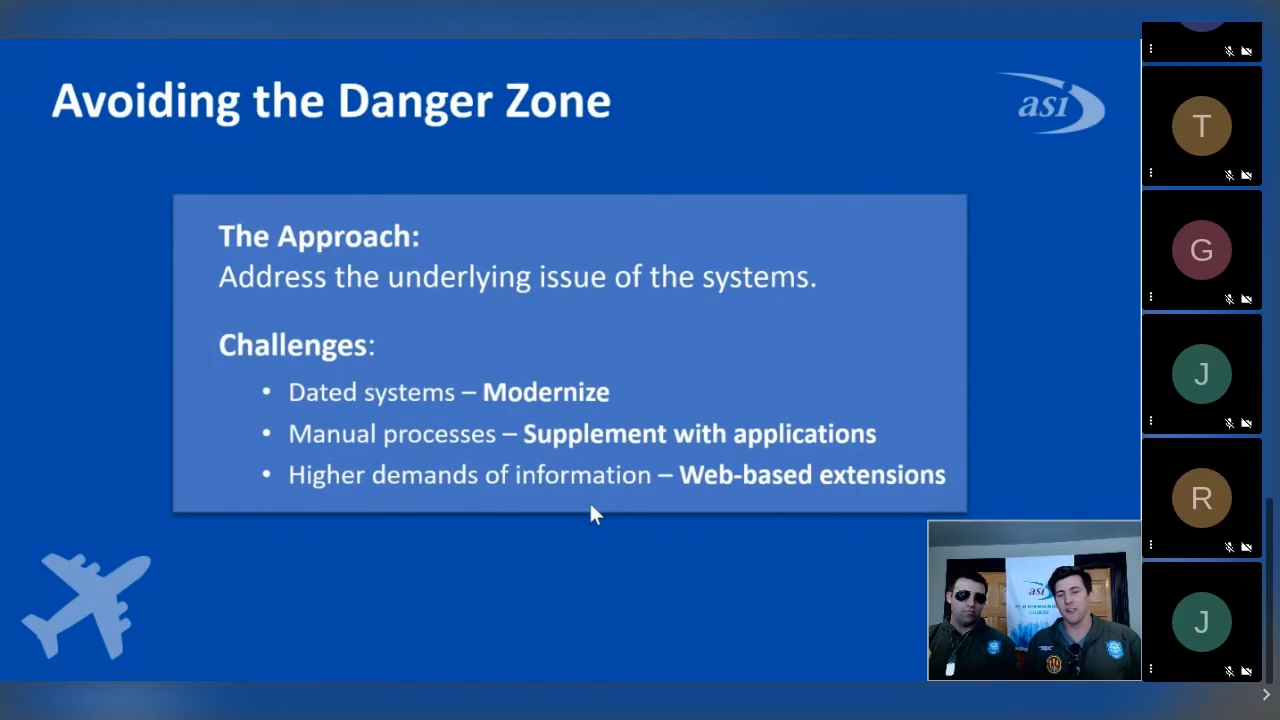 Avoiding the Danger Zone
asi
The Approach:
Address the underlying issue of the systems.
Challenges:
• Dated systems – Modernize
• Manual processes – Supplement with applications
• Higher demands of information – Web-based extensions
T
G
J
R
J
asi